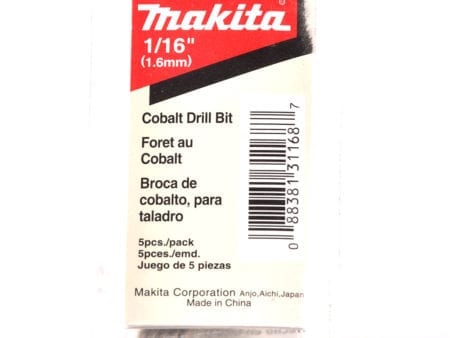 makita
1/16"
(1.6mm)
Cobalt Drill Bit
Foret au
Cobalt
Broca de
cobalto, para
taladro
5pcs./pack
5pces./emd.
Juego de 5 piezas
0 88381 31168 7
Makita Corporation Anjo,Aichi,Japan
Made in China